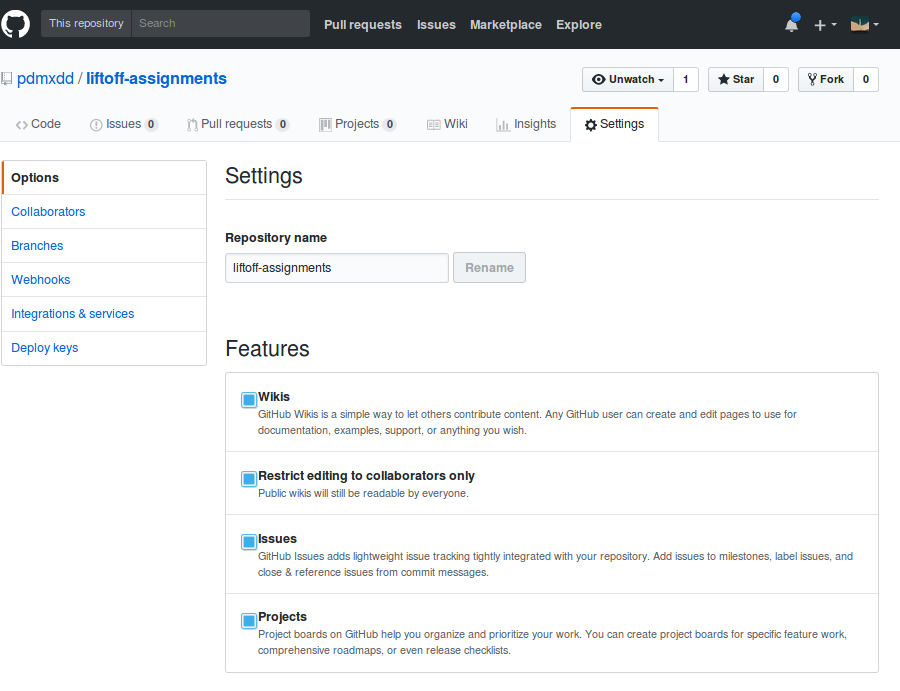 This repository Search Pull requests Issues Marketplace Explore
pdmxdd / liftoff-assignments
Unwatch 1 Star 0 Fork 0
Code Issues 0 Pull requests 0 Projects 0 Wiki Insights Settings
Options
Collaborators
Branches
Webhooks
Integrations & services
Deploy keys
Settings
Repository name
liftoff-assignments Rename
Features
Wikis
GitHub Wikis is a simple way to let others contribute content. Any GitHub user can create and edit pages to use for
documentation, examples, support, or anything you wish.
Restrict editing to collaborators only
Public wikis will still be readable by everyone.
Issues
GitHub Issues adds lightweight issue tracking tightly integrated with your repository. Add issues to milestones, label issues, and
close & reference issues from commit messages.
Projects
Project boards on GitHub help you organize and prioritize your work. You can create project boards for specific feature work,
comprehensive roadmaps, or even release checklists.